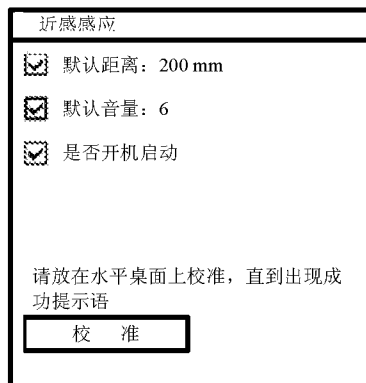 近感感应
默认距离：200 mm
默认音量：6
是否开机启动
请放在水平桌面上校准，直到出现成
功提示语
校 准